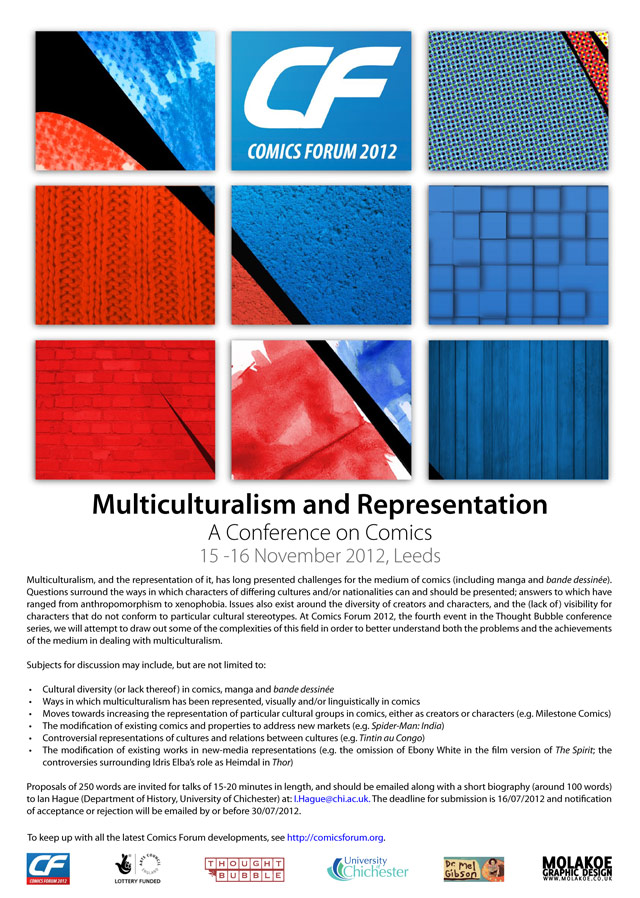 CF
COMICS FORUM 2012
Multiculturalism and Representation
A Conference on Comics
15 -16 November 2012, Leeds
Multiculturalism, and the representation of it, has long presented challenges for the medium of comics (including manga and bande dessinée).
Questions surround the ways in which characters of differing cultures and/or nationalities can and should be presented; answers to which have
ranged from anthropomorphism to xenophobia. Issues also exist around the diversity of creators and characters, and the (lack of) visibility for
characters that do not conform to particular cultural stereotypes. At Comics Forum 2012, the fourth event in the Thought Bubble conference
series, we will attempt to draw out some of the complexities of this field in order to better understand both the problems and the achievements
of the medium in dealing with multiculturalism.
Subjects for discussion may include, but are not limited to:
• Cultural diversity (or lack thereof) in comics, manga and bande dessinée
• Ways in which multiculturalism has been represented, visually and/or linguistically in comics
• Moves towards increasing the representation of particular cultural groups in comics, either as creators or characters (e.g. Milestone Comics)
• The modification of existing comics and properties to address new markets (e.g. Spider-Man: India)
• Controversial representations of cultures and relations between cultures (e.g. Tintin au Congo)
• The modification of existing works in new-media representations (e.g. the omission of Ebony White in the film version of The Spirit; the
controversies surrounding Idris Elba's role as Heimdal in Thor)
Proposals of 250 words are invited for talks of 15-20 minutes in length, and should be emailed along with a short biography (around 100 words)
to Ian Hague (Department of History, University of Chichester) at: I.Hague@chi.ac.uk. The deadline for submission is 16/07/2012 and notification
of acceptance or rejection will be emailed by or before 30/07/2012.
To keep up with all the latest Comics Forum developments, see http://comicsforum.org.
CF
COMICS FORUM 2012
ARTS COUNCIL
ENGLAND
LOTTERY FUNDED
THOUGHT
BUBBLE
University
of Chichester
Dr Mel
Gibson
MOLAKOE
GRAPHIC DESIGN
WWW.MOLAKOE.CO.UK